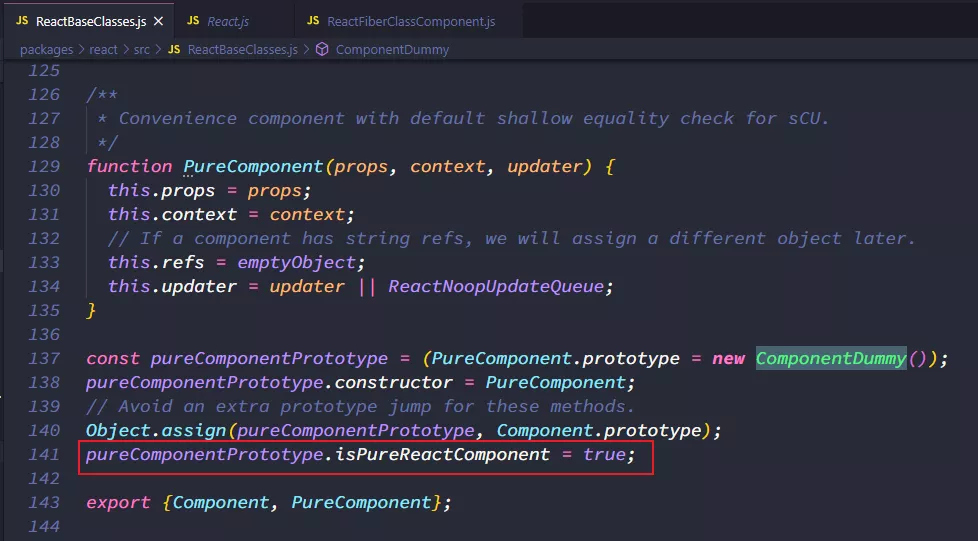 JS ReactBaseClasses.js × JS React.js JS ReactFiberClassComponent.js
packages > react > src > JS ReactBaseClasses.js > ComponentDummy
125
126 /**
127  * Convenience component with default shallow equality check for sCU.
128  */
129 function PureComponent(props, context, updater) {
130   this.props = props;
131   this.context = context;
132   // If a component has string refs, we will assign a different object later.
133   this.refs = emptyObject;
134   this.updater = updater || ReactNoopUpdateQueue;
135 }
136
137 const pureComponentPrototype = (PureComponent.prototype = new ComponentDummy());
138 pureComponentPrototype.constructor = PureComponent;
139 // Avoid an extra prototype jump for these methods.
140 Object.assign(pureComponentPrototype, Component.prototype);
141 pureComponentPrototype.isPureReactComponent = true;
142
143 export {Component, PureComponent};
144